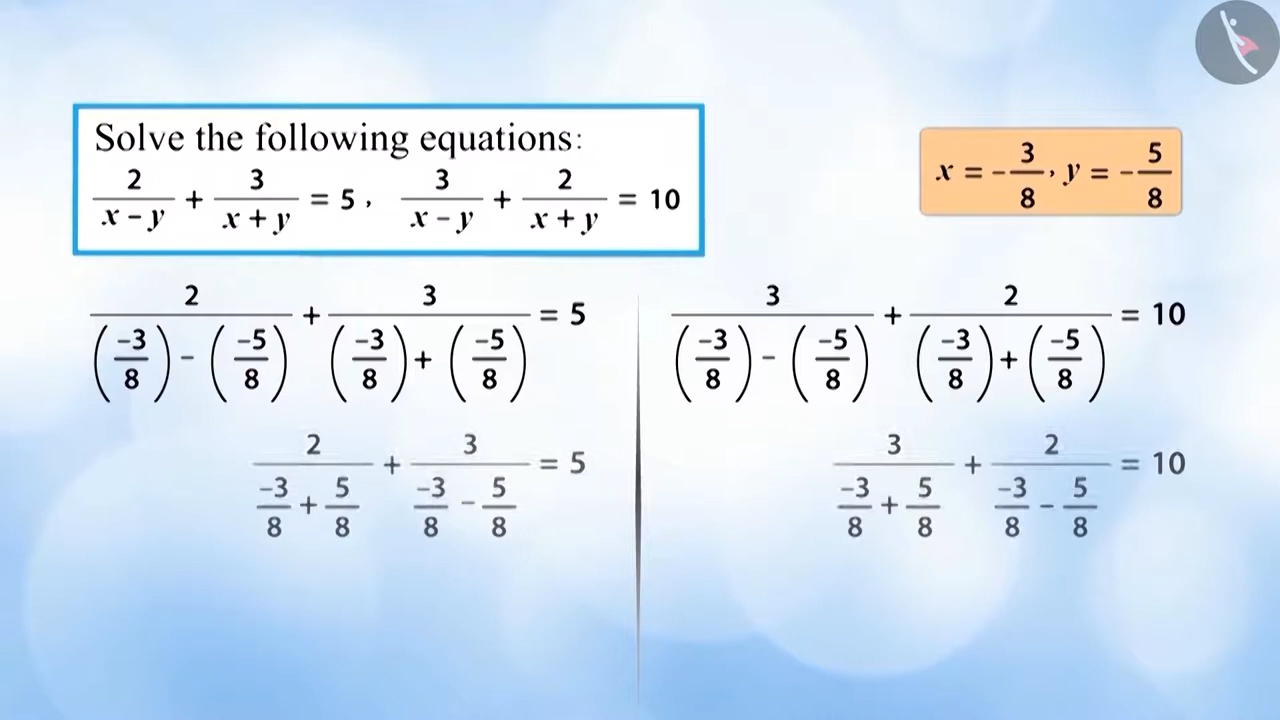 Solve the following equations:
2/(x − y) + 3/(x + y) = 5 , 3/(x − y) + 2/(x + y) = 10
x = −3/8, y = −5/8
2/((−3/8) − (−5/8)) + 3/((−3/8) + (−5/8)) = 5
2/(−3/8 + 5/8) + 3/(−3/8 − 5/8) = 5
3/((−3/8) − (−5/8)) + 2/((−3/8) + (−5/8)) = 10
3/(−3/8 + 5/8) + 2/(−3/8 − 5/8) = 10